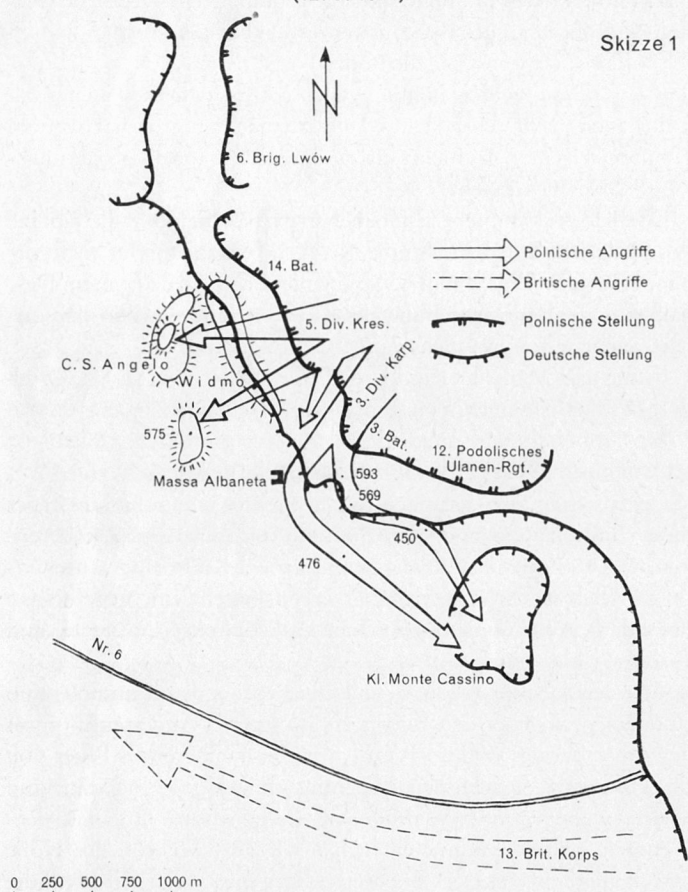 Skizze 1
6. Brig. Lwów
14. Bat.
Polnische Angriffe
Britische Angriffe
Polnische Stellung
Deutsche Stellung
5. Div. Kres.
C. S. Angelo
Widmo
3. Div. Karp.
3. Bat.
575
12. Podolisches
Ulanen-Rgt.
Massa Albaneta
593
569
450
476
Kl. Monte Cassino
Nr. 6
13. Brit. Korps
0 250 500 750 1000 m